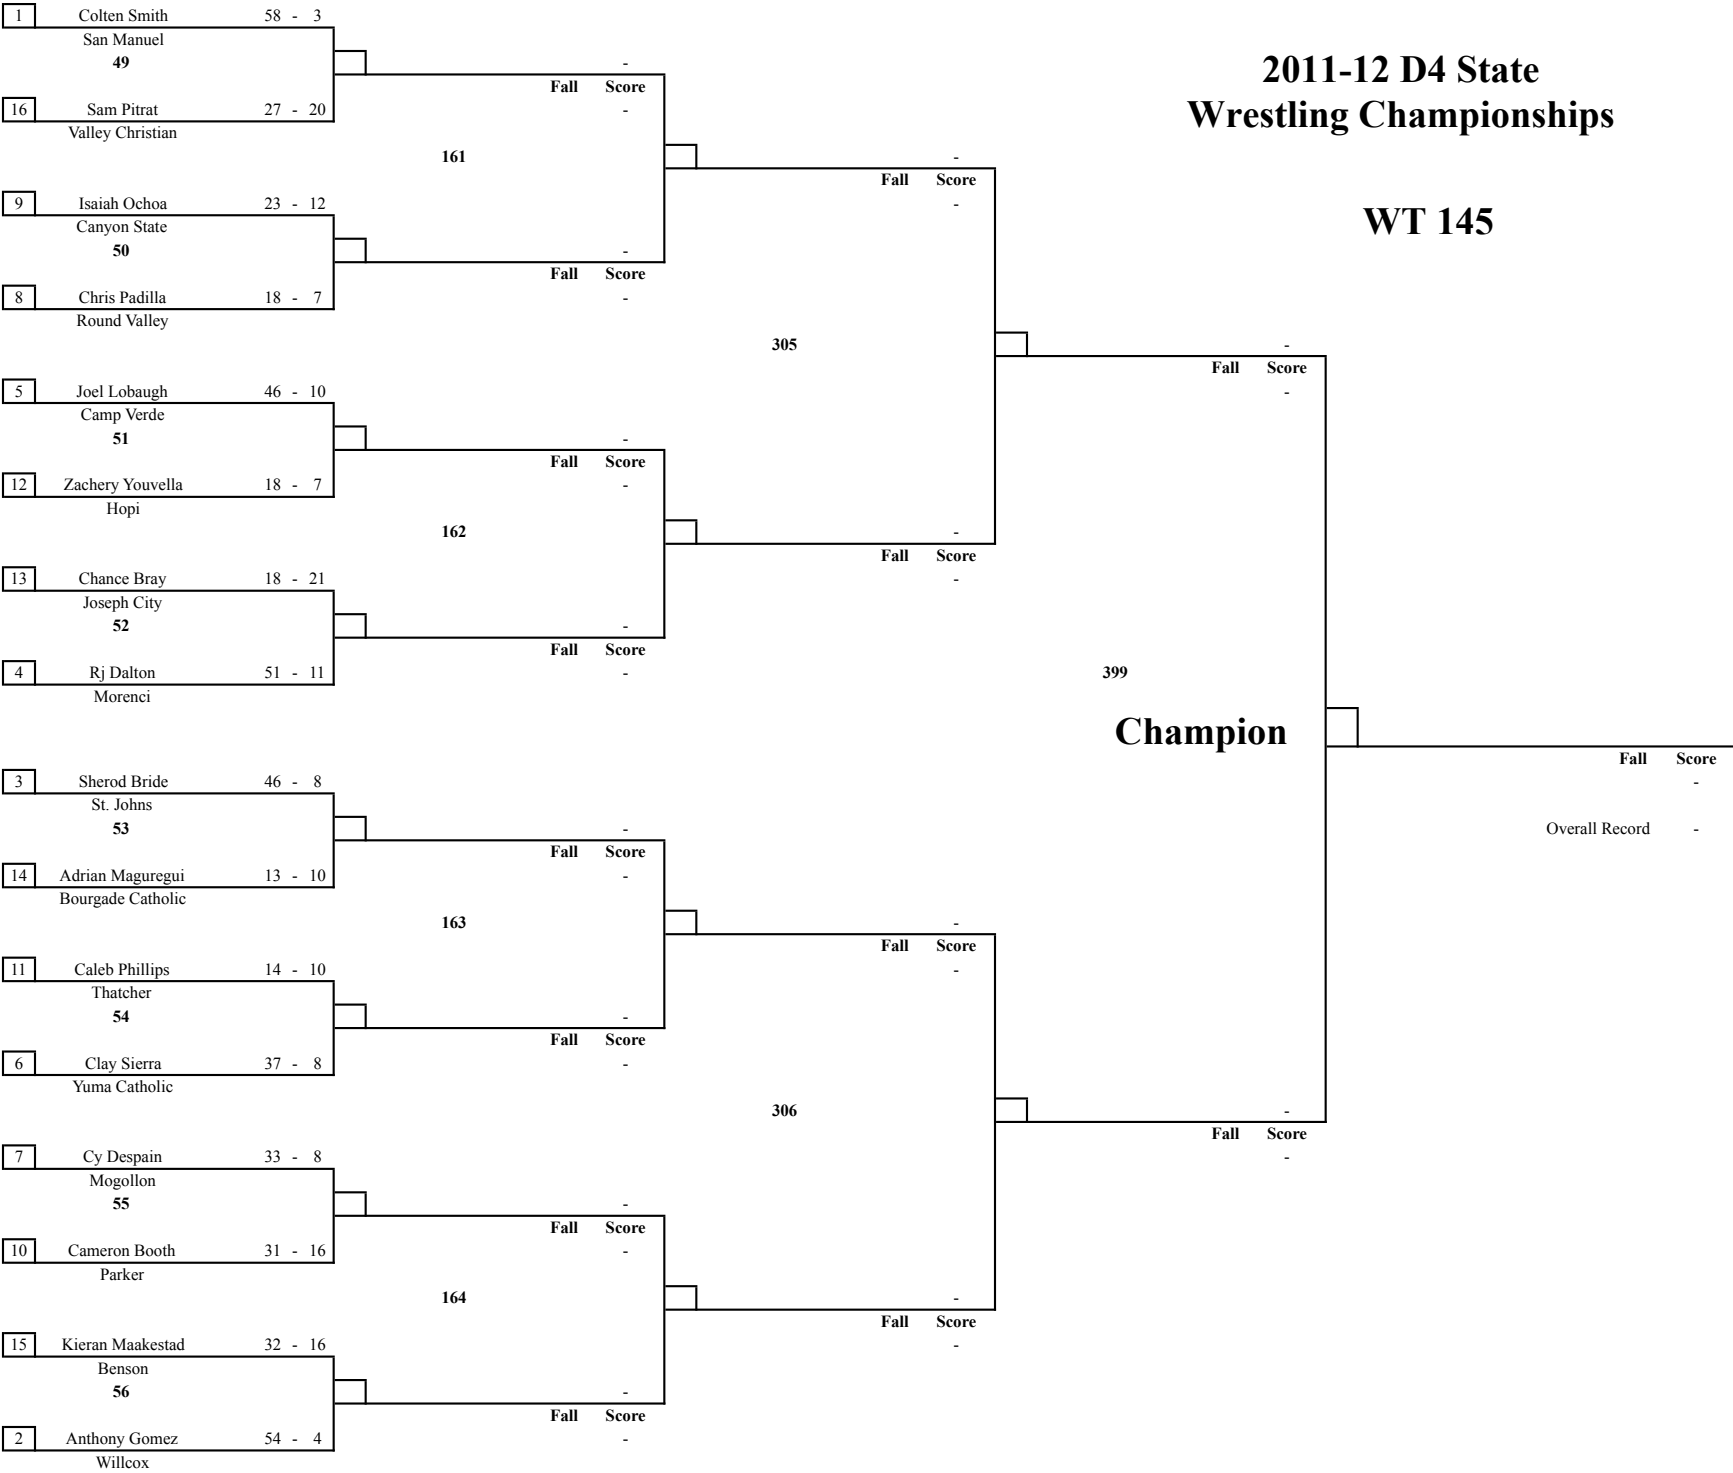 2011-12 D4 State
Wrestling Championships
WT 145
1 Colten Smith 58 - 3
San Manuel
49
-
Fall Score
-
16 Sam Pitrat 27 - 20
Valley Christian
161
-
Fall Score
-
9 Isaiah Ochoa 23 - 12
Canyon State
50
-
Fall Score
-
8 Chris Padilla 18 - 7
Round Valley
305
-
Fall Score
-
5 Joel Lobaugh 46 - 10
Camp Verde
51
-
Fall Score
-
12 Zachery Youvella 18 - 7
Hopi
162
-
Fall Score
-
13 Chance Bray 18 - 21
Joseph City
52
-
Fall Score
-
4 Rj Dalton 51 - 11
Morenci
399
Champion
Fall Score
-
Overall Record -
3 Sherod Bride 46 - 8
St. Johns
53
-
Fall Score
-
14 Adrian Maguregui 13 - 10
Bourgade Catholic
163
-
Fall Score
-
11 Caleb Phillips 14 - 10
Thatcher
54
-
Fall Score
-
6 Clay Sierra 37 - 8
Yuma Catholic
306
-
Fall Score
-
7 Cy Despain 33 - 8
Mogollon
55
-
Fall Score
-
10 Cameron Booth 31 - 16
Parker
164
-
Fall Score
-
15 Kieran Maakestad 32 - 16
Benson
56
-
Fall Score
-
2 Anthony Gomez 54 - 4
Willcox